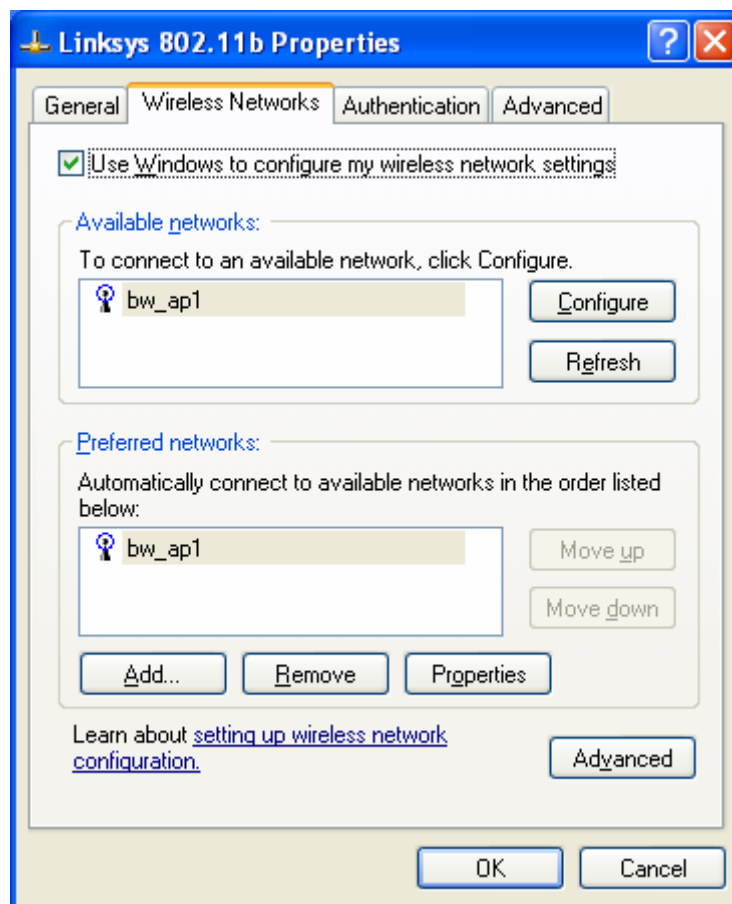 Linksys 802.11b Properties
General
Wireless Networks
Authentication
Advanced
Use Windows to configure my wireless network settings
Available networks:
To connect to an available network, click Configure.
bw_ap1
Configure
Refresh
Preferred networks:
Automatically connect to available networks in the order listed
below:
bw_ap1
Move up
Move down
Add...
Remove
Properties
Learn about setting up wireless network
configuration.
Advanced
OK
Cancel